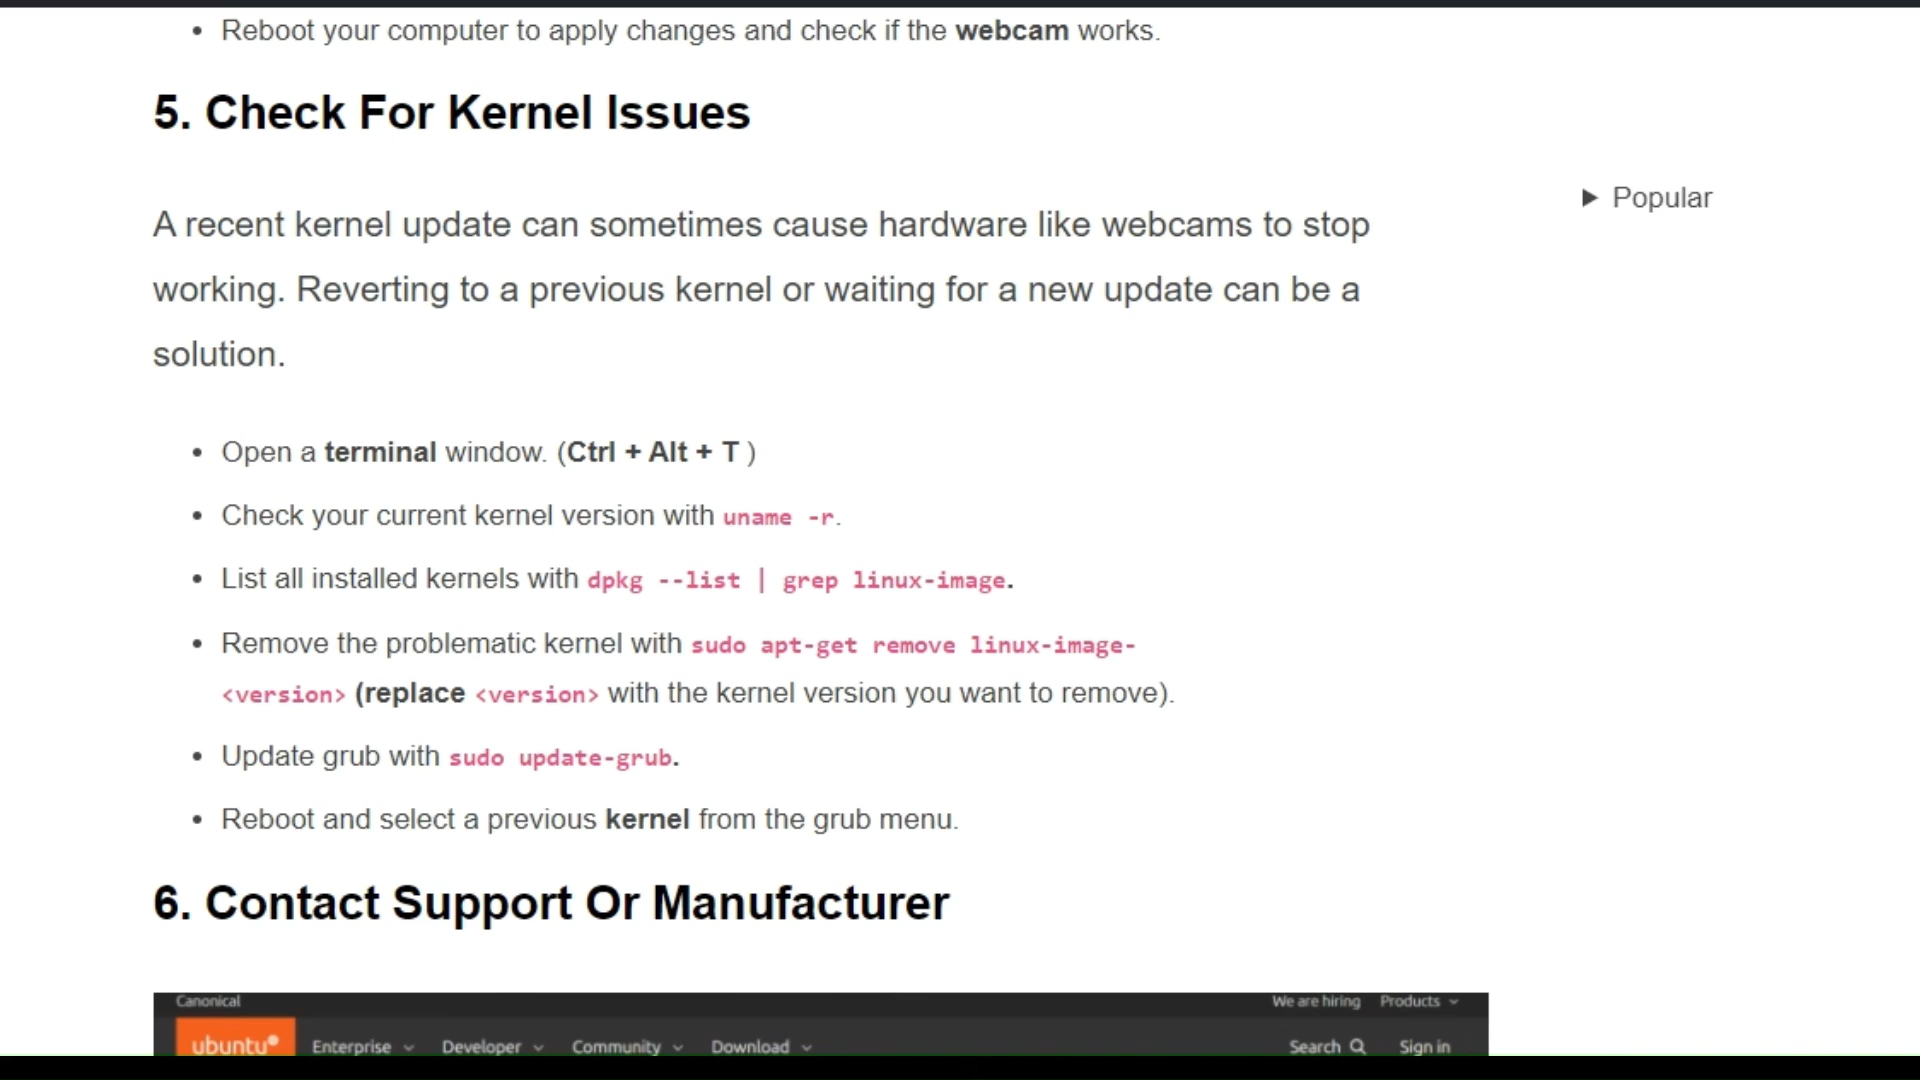 Reboot your computer to apply changes and check if the webcam works.
5. Check For Kernel Issues
Popular
A recent kernel update can sometimes cause hardware like webcams to stop
working. Reverting to a previous kernel or waiting for a new update can be a
solution.
Open a terminal window. (Ctrl + Alt + T )
Check your current kernel version with uname -r.
List all installed kernels with dpkg --list | grep linux-image.
Remove the problematic kernel with sudo apt-get remove linux-image-
<version> (replace <version> with the kernel version you want to remove).
Update grub with sudo update-grub.
Reboot and select a previous kernel from the grub menu.
6. Contact Support Or Manufacturer
Canonical We are hiring Products
ubuntu Enterprise Developer Community Download Search Sign in